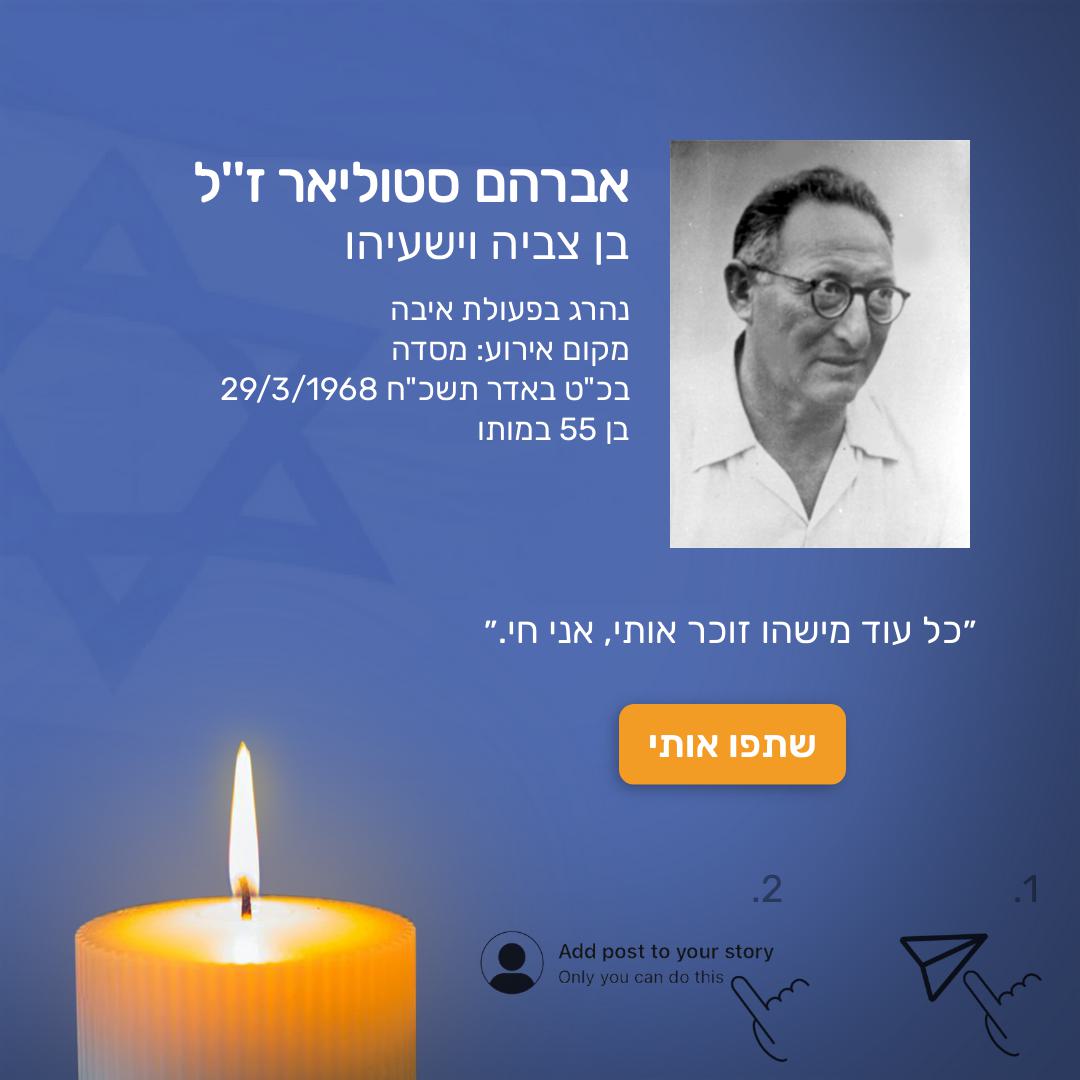 אברהם סטוליאר ז"ל
בן צביה וישעיהו
נהרג בפעולת איבה
מקום אירוע: מסדה
בכ"ט באדר תשכ"ח 29/3/1968
בן 55 במותו
"כל עוד מישהו זוכר אותי, אני חי."
שתפו אותי
1.
2.
Add post to your story
Only you can do this